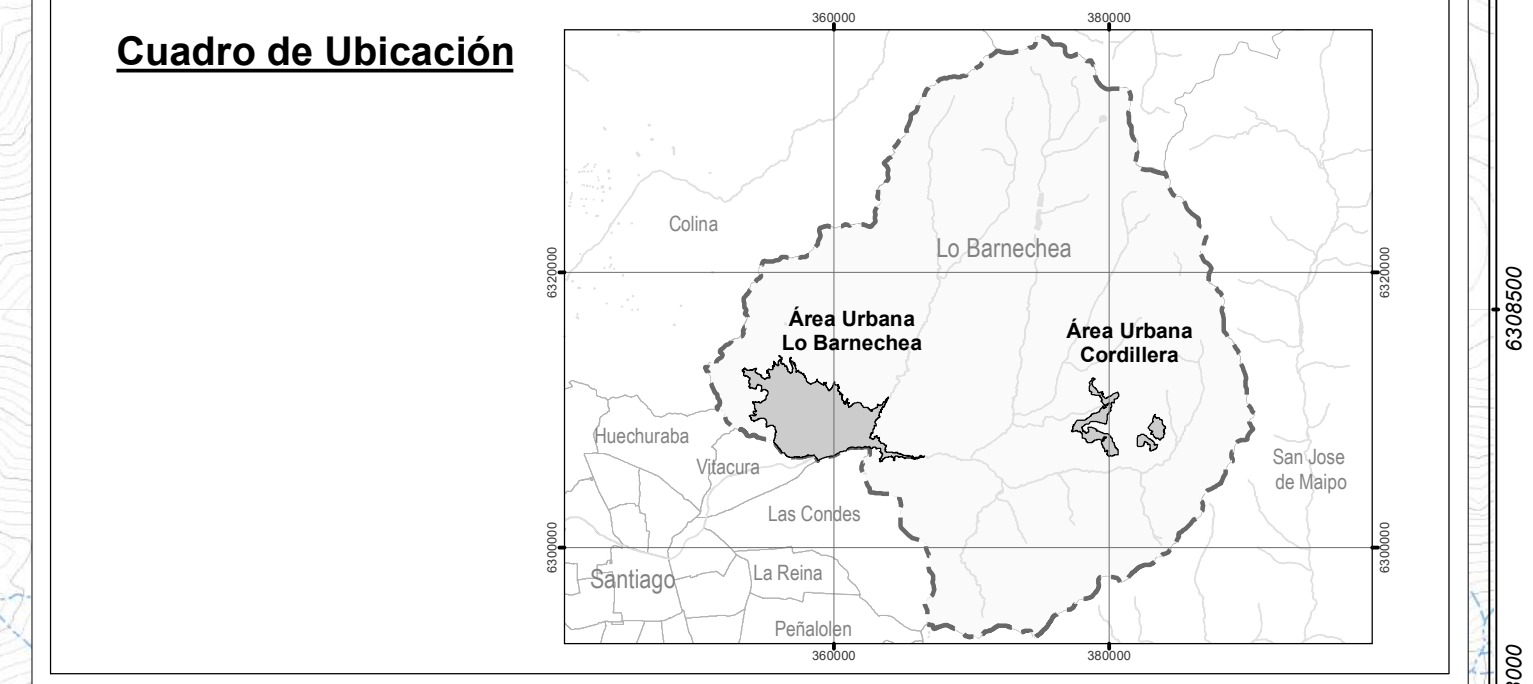 Cuadro de Ubicación
360000
380000
Colina
Lo Barnechea
6320000
6320000
6308500
Área Urbana
Lo Barnechea
Área Urbana
Cordillera
Huechuraba
Vitacura
San Jose
de Maipo
Las Condes
6300000
6300000
Santiago
La Reina
Peñalolen
360000
380000